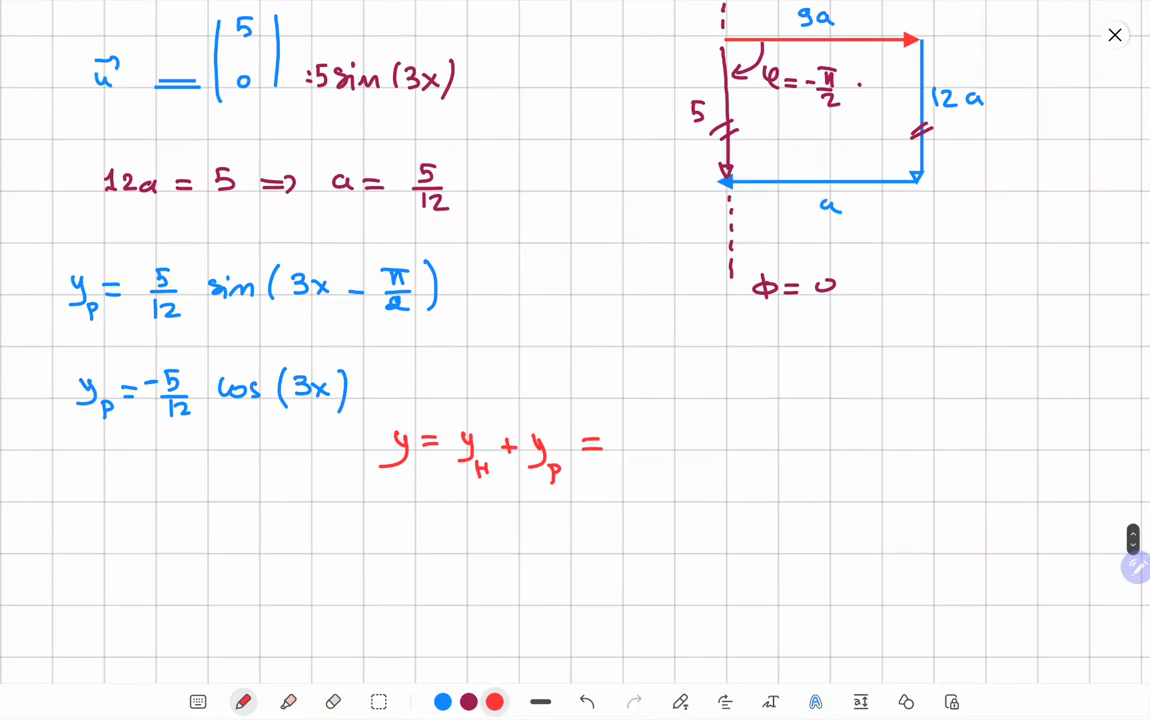 u⃗ = (5 0) :5 sin(3x)
12a = 5 ⇒ a = 5/12
y_p = 5/12 sin(3x - π/2)
y_p = -5/12 cos(3x)
y = y_H + y_p =
9a
φ = -π/2 .
5
12a
a
ϕ = 0